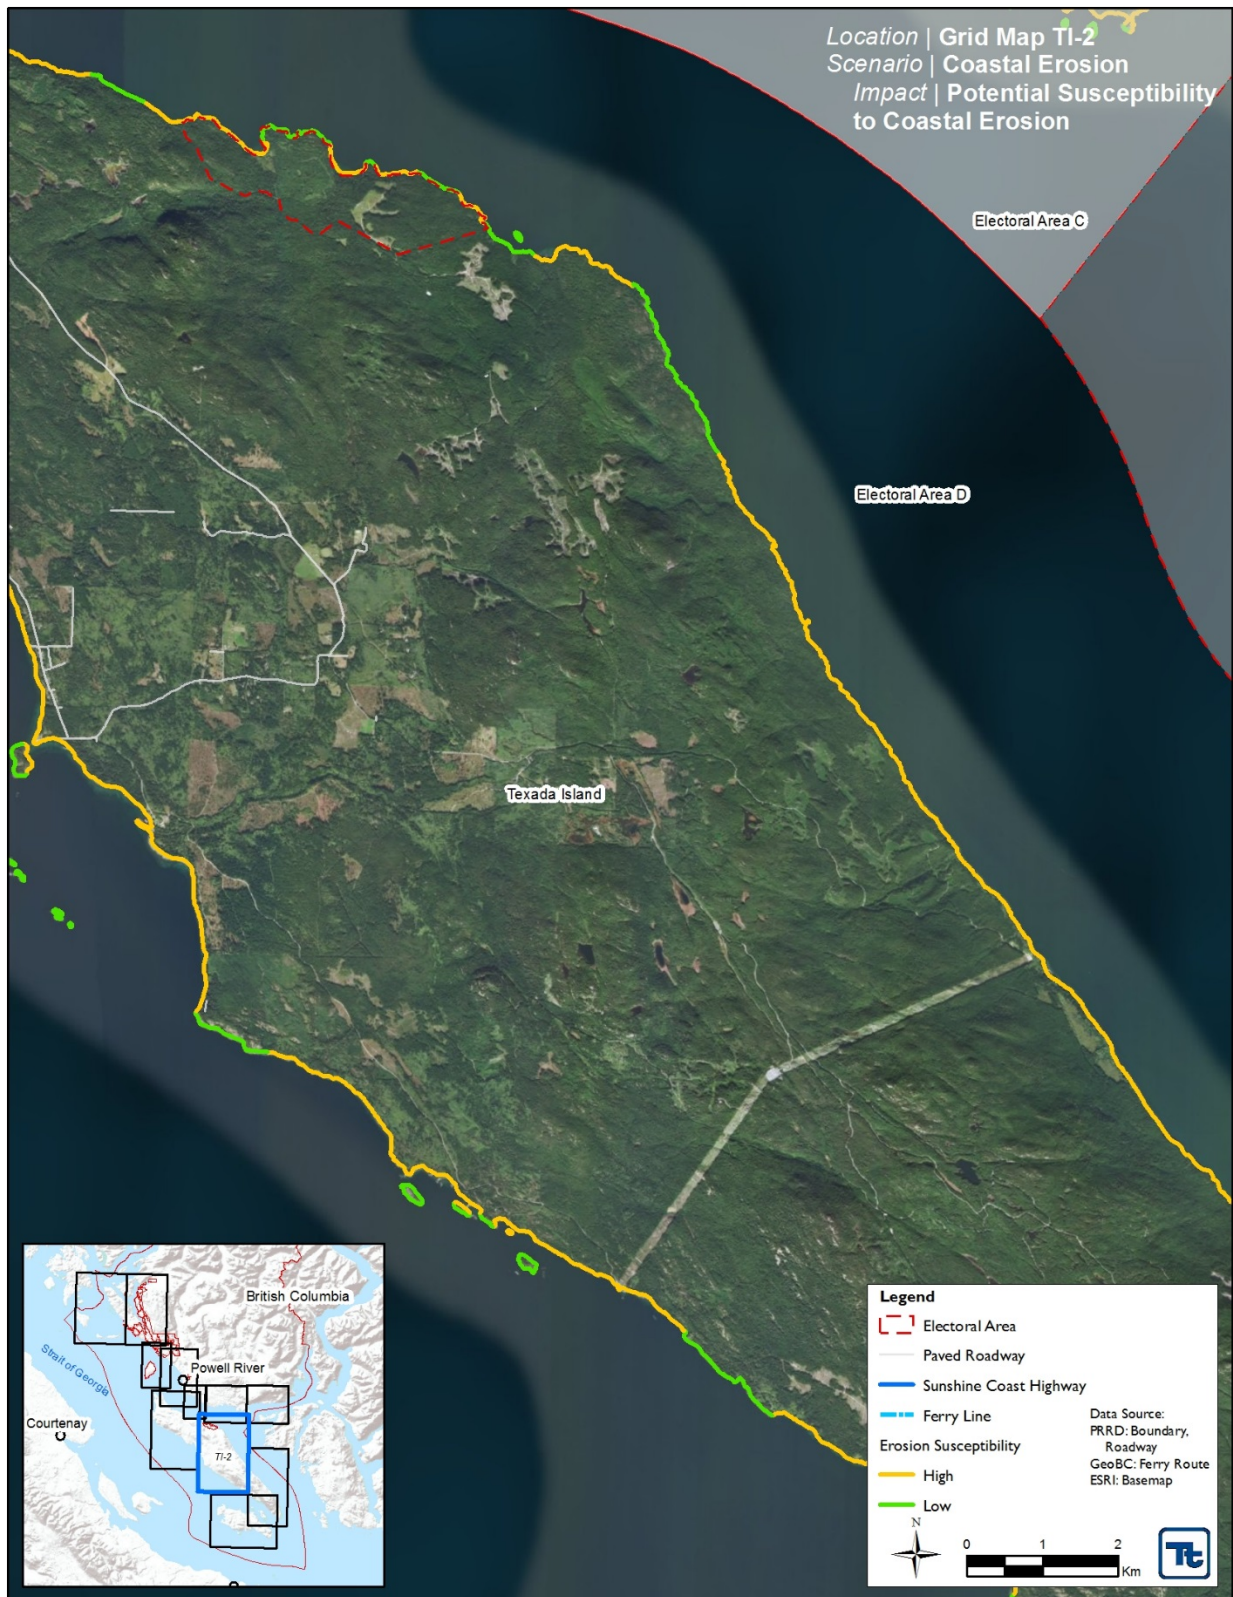 Location | Grid Map TI-2
Scenario | Coastal Erosion
Impact | Potential Susceptibility
to Coastal Erosion
Electoral Area C
Electoral Area D
Texada Island
British Columbia
Strait of Georgia
Powell River
Courtenay
TI-2
Legend
Electoral Area
Paved Roadway
Sunshine Coast Highway
Ferry Line
Erosion Susceptibility
High
Low
Data Source:
PRRD: Boundary,
Roadway
GeoBC: Ferry Route
ESRI: Basemap
N
0 1 2
Km
Tt